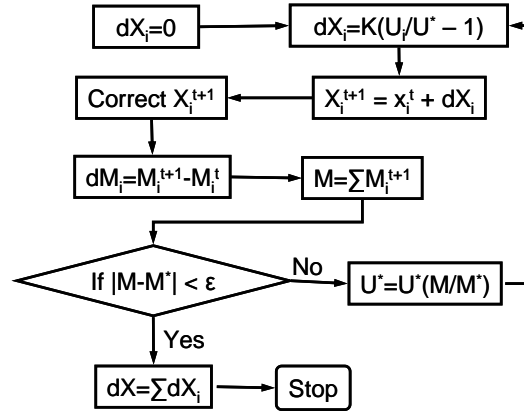 dXᵢ=0
dXᵢ=K(Uᵢ/U* – 1)
Correct Xᵢᵗ⁺¹
Xᵢᵗ⁺¹ = xᵢᵗ + dXᵢ
dMᵢ=Mᵢᵗ⁺¹-Mᵢᵗ
M=∑Mᵢᵗ⁺¹
If |M-M*| < ε
No
U*=U*(M/M*)
Yes
dX=∑dXᵢ
Stop